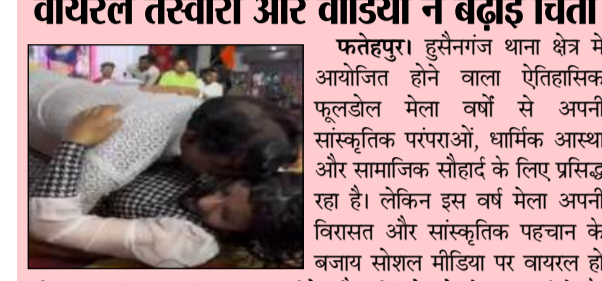 वायरल तस्वीरों और वीडियो ने बढ़ाई चिंता
फतेहपुर। हुसैनगंज थाना क्षेत्र में
आयोजित होने वाला ऐतिहासिक
फूलडोल मेला वर्षों से अपनी
सांस्कृतिक परंपराओं, धार्मिक आस्था
और सामाजिक सौहार्द के लिए प्रसिद्ध
रहा है। लेकिन इस वर्ष मेला अपनी
विरासत और सांस्कृतिक पहचान के
बजाय सोशल मीडिया पर वायरल हो